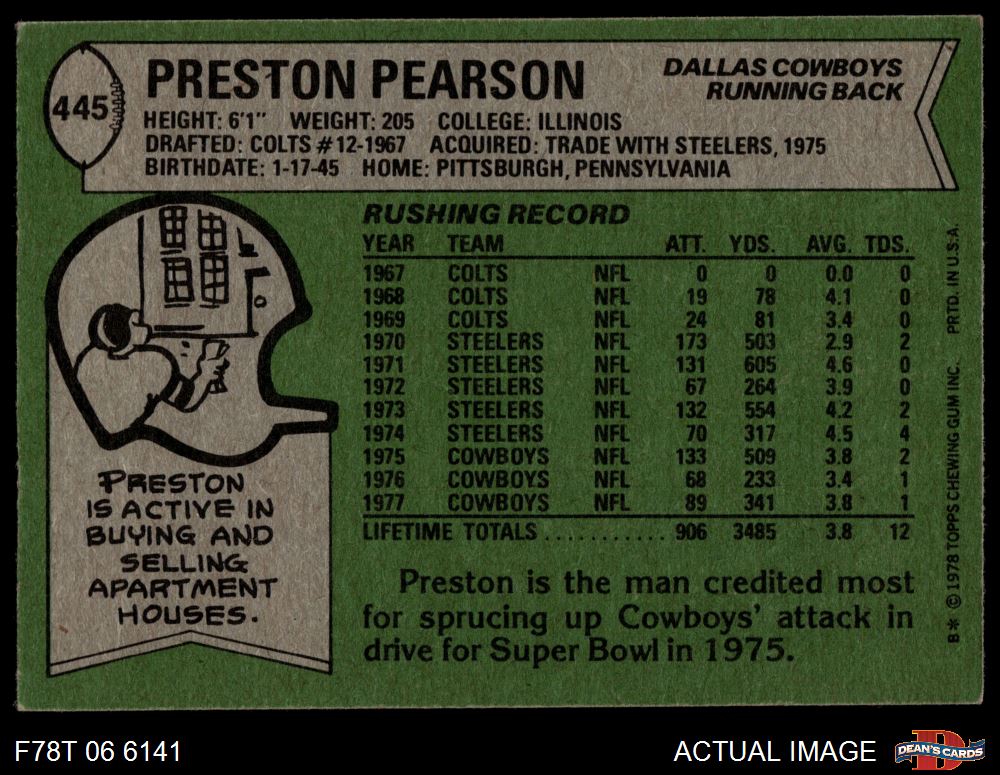 445
PRESTON PEARSON
DALLAS COWBOYS
RUNNING BACK
HEIGHT: 6'1" WEIGHT: 205 COLLEGE: ILLINOIS
DRAFTED: COLTS #12-1967 ACQUIRED: TRADE WITH STEELERS, 1975
BIRTHDATE: 1-17-45 HOME: PITTSBURGH, PENNSYLVANIA
RUSHING RECORD
YEAR TEAM ATT. YDS. AVG. TDS.
1967 COLTS NFL 0 0 0.0 0
1968 COLTS NFL 19 78 4.1 0
1969 COLTS NFL 24 81 3.4 0
1970 STEELERS NFL 173 503 2.9 2
1971 STEELERS NFL 131 605 4.6 0
1972 STEELERS NFL 67 264 3.9 0
1973 STEELERS NFL 132 554 4.2 2
1974 STEELERS NFL 70 317 4.5 4
1975 COWBOYS NFL 133 509 3.8 2
1976 COWBOYS NFL 68 233 3.4 1
1977 COWBOYS NFL 89 341 3.8 1
LIFETIME TOTALS ........... 906 3485 3.8 12
PRESTON
IS ACTIVE IN
BUYING AND
SELLING
APARTMENT
HOUSES.
Preston is the man credited most
for sprucing up Cowboys' attack in
drive for Super Bowl in 1975.
B* © 1978 TOPPS CHEWING GUM INC. PRTD. IN U.S.A.
F78T 06 6141
ACTUAL IMAGE
D
DEAN'S CARDS